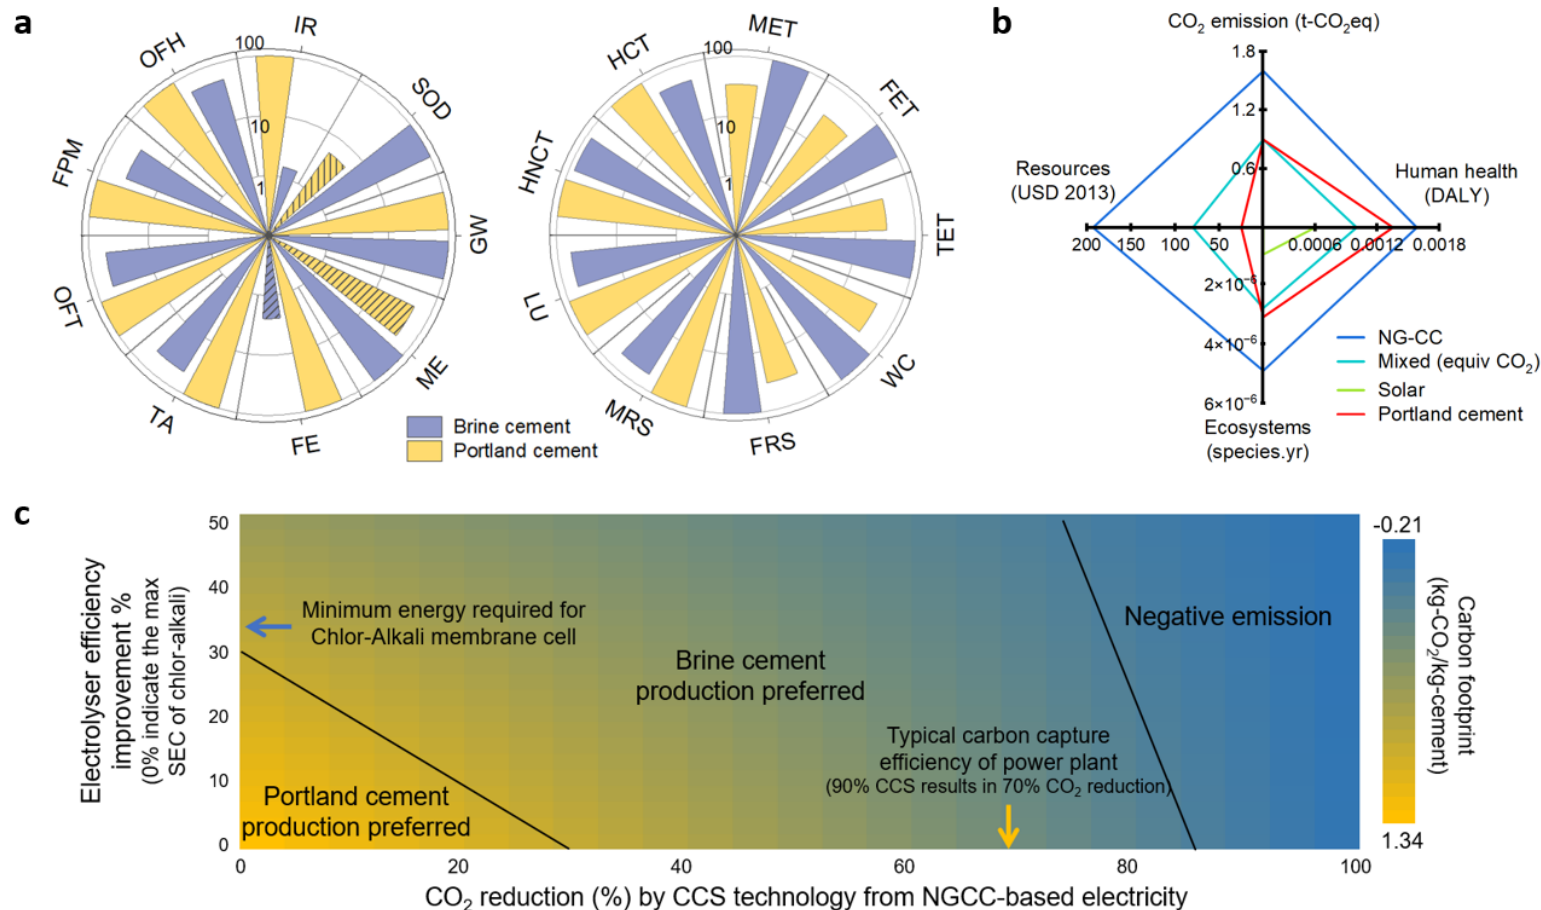 a
IR
SOD
GW
ME
FE
TA
OFT
FPM
OFH
100
10
1
Brine cement
Portland cement
MET
FET
TET
WC
FRS
MRS
LU
HNCT
HCT
100
10
1
b
CO₂ emission (t-CO₂eq)
1.8
1.2
0.6
Resources
(USD 2013)
Human health
(DALY)
200 150 100 50 0.0006 0.0012 0.0018
2×10⁻⁶
4×10⁻⁶
6×10⁻⁶
Ecosystems
(species.yr)
NG-CC
Mixed (equiv CO₂)
Solar
Portland cement
c
Electrolyser efficiency
improvement %
(0% indicate the max
SEC of chlor-alkali)
50
40
30
20
10
0
Minimum energy required for
Chlor-Alkali membrane cell
Brine cement
production preferred
Negative emission
Typical carbon capture
efficiency of power plant
(90% CCS results in 70% CO₂ reduction)
Portland cement
production preferred
0 20 40 60 80 100
CO₂ reduction (%) by CCS technology from NGCC-based electricity
-0.21
1.34
Carbon footprint
(kg-CO₂/kg-cement)